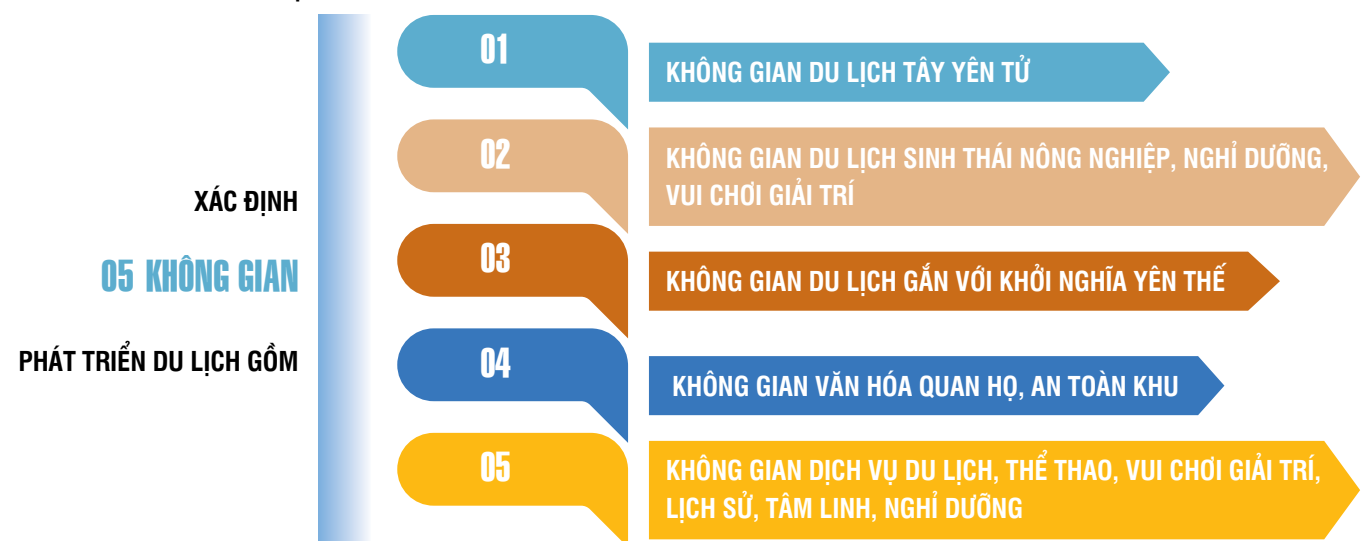 XÁC ĐỊNH
05 KHÔNG GIAN
PHÁT TRIỂN DU LỊCH GỒM
01
KHÔNG GIAN DU LỊCH TÂY YÊN TỬ
02
KHÔNG GIAN DU LỊCH SINH THÁI NÔNG NGHIỆP, NGHỈ DƯỠNG,
VUI CHƠI GIẢI TRÍ
03
KHÔNG GIAN DU LỊCH GẮN VỚI KHỞI NGHĨA YÊN THẾ
04
KHÔNG GIAN VĂN HÓA QUAN HỌ, AN TOÀN KHU
05
KHÔNG GIAN DỊCH VỤ DU LỊCH, THỂ THAO, VUI CHƠI GIẢI TRÍ,
LỊCH SỬ, TÂM LINH, NGHỈ DƯỠNG